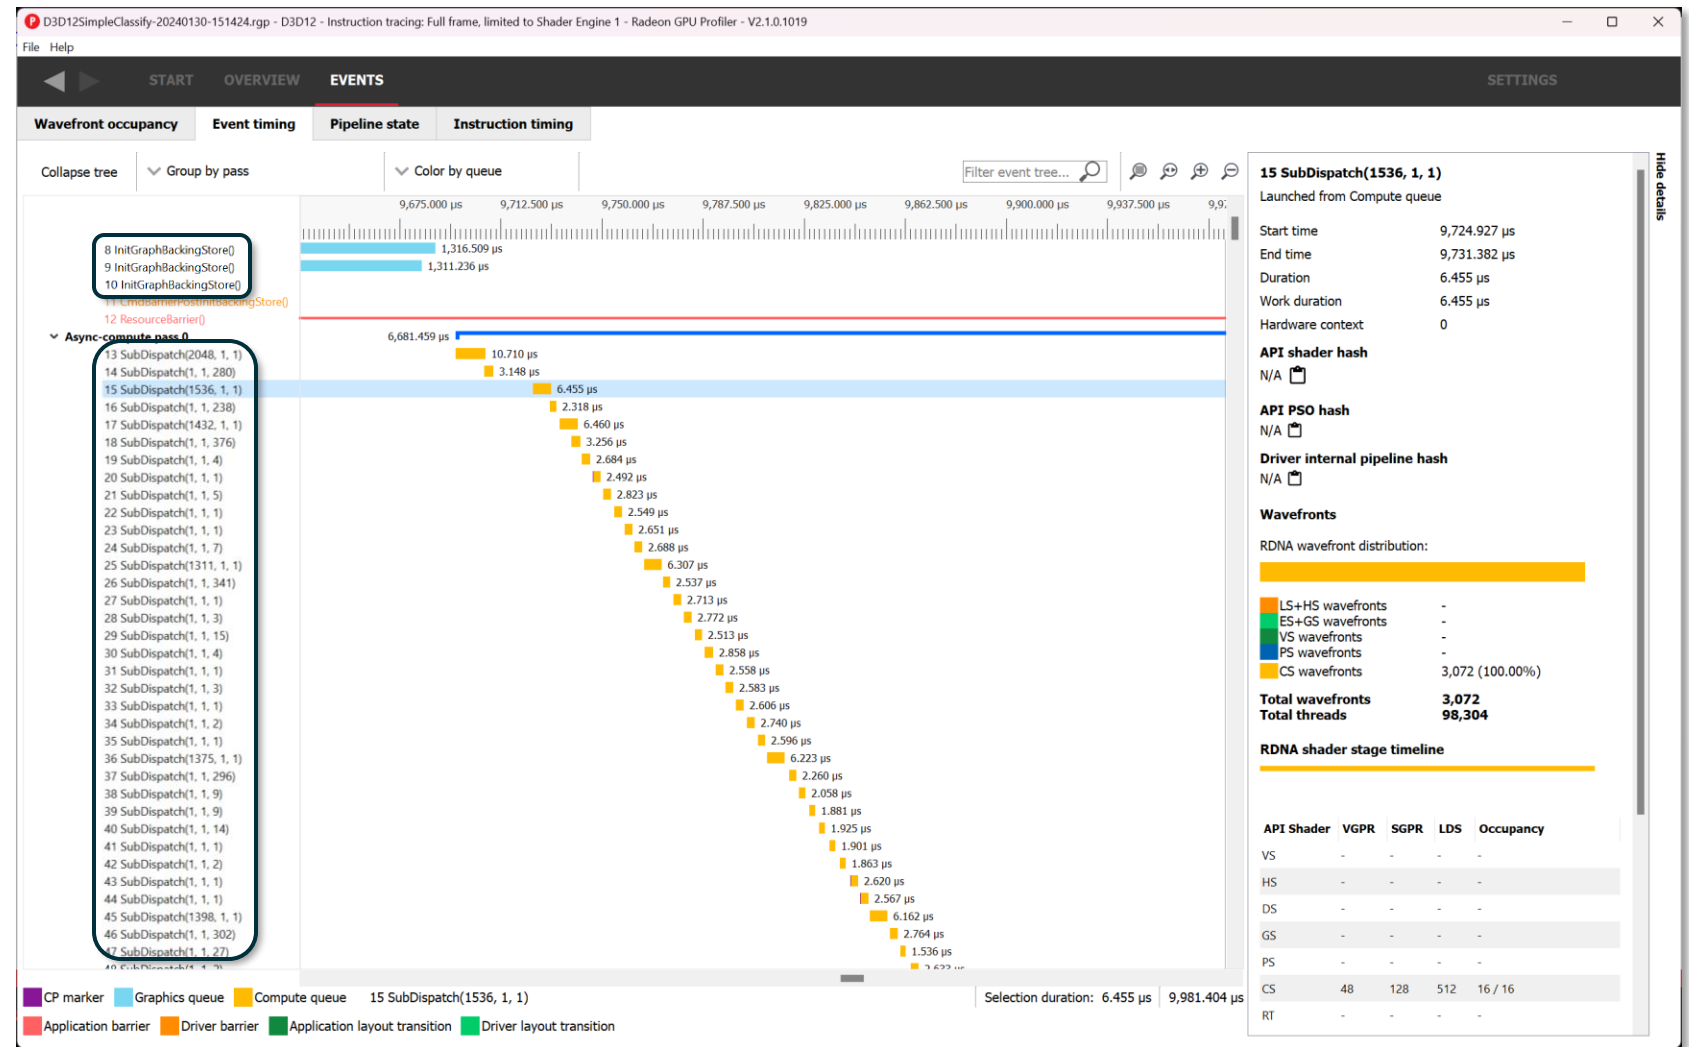 D3D12SimpleClassify-20240130-151424.rgp - D3D12 - Instruction tracing: Full frame, limited to Shader Engine 1 - Radeon GPU Profiler - V2.1.0.1019
File Help
START OVERVIEW EVENTS SETTINGS
Wavefront occupancy Event timing Pipeline state Instruction timing
Collapse tree Group by pass Color by queue Filter event tree...
9,675.000 µs 9,712.500 µs 9,750.000 µs 9,787.500 µs 9,825.000 µs 9,862.500 µs 9,900.000 µs 9,937.500 µs
8 InitGraphBackingStore() 1,316.509 µs
9 InitGraphBackingStore() 1,311.236 µs
10 InitGraphBackingStore()
11 CmdBarrierPostInitBackingStore()
12 ResourceBarrier()
Async-compute pass 0 6,681.459 µs
13 SubDispatch(2048, 1, 1) 10.710 µs
14 SubDispatch(1, 1, 280) 3.148 µs
15 SubDispatch(1536, 1, 1) 6.455 µs
16 SubDispatch(1, 1, 238) 2.318 µs
17 SubDispatch(1432, 1, 1) 6.460 µs
18 SubDispatch(1, 1, 376) 3.256 µs
19 SubDispatch(1, 1, 4) 2.684 µs
20 SubDispatch(1, 1, 1) 2.492 µs
21 SubDispatch(1, 1, 5) 2.823 µs
22 SubDispatch(1, 1, 1) 2.549 µs
23 SubDispatch(1, 1, 1) 2.651 µs
24 SubDispatch(1, 1, 7) 2.688 µs
25 SubDispatch(1311, 1, 1) 6.307 µs
26 SubDispatch(1, 1, 341) 2.537 µs
27 SubDispatch(1, 1, 1) 2.713 µs
28 SubDispatch(1, 1, 3) 2.772 µs
29 SubDispatch(1, 1, 15) 2.513 µs
30 SubDispatch(1, 1, 4) 2.858 µs
31 SubDispatch(1, 1, 1) 2.558 µs
32 SubDispatch(1, 1, 3) 2.583 µs
33 SubDispatch(1, 1, 1) 2.606 µs
34 SubDispatch(1, 1, 2) 2.740 µs
35 SubDispatch(1, 1, 1) 2.596 µs
36 SubDispatch(1375, 1, 1) 6.223 µs
37 SubDispatch(1, 1, 296) 2.260 µs
38 SubDispatch(1, 1, 9) 2.058 µs
39 SubDispatch(1, 1, 9) 1.881 µs
40 SubDispatch(1, 1, 14) 1.925 µs
41 SubDispatch(1, 1, 1) 1.901 µs
42 SubDispatch(1, 1, 2) 1.863 µs
43 SubDispatch(1, 1, 1) 2.620 µs
44 SubDispatch(1, 1, 1) 2.567 µs
45 SubDispatch(1398, 1, 1) 6.162 µs
46 SubDispatch(1, 1, 302) 2.764 µs
47 SubDispatch(1, 1, 27) 1.536 µs
CP marker Graphics queue Compute queue 15 SubDispatch(1536, 1, 1) Selection duration: 6.455 µs 9,981.404 µs
Application barrier Driver barrier Application layout transition Driver layout transition
Hide details
15 SubDispatch(1536, 1, 1)
Launched from Compute queue
Start time 9,724.927 µs
End time 9,731.382 µs
Duration 6.455 µs
Work duration 6.455 µs
Hardware context 0
API shader hash
N/A
API PSO hash
N/A
Driver internal pipeline hash
N/A
Wavefronts
RDNA wavefront distribution:
LS+HS wavefronts -
ES+GS wavefronts -
VS wavefronts -
PS wavefronts -
CS wavefronts 3,072 (100.00%)
Total wavefronts 3,072
Total threads 98,304
RDNA shader stage timeline
API Shader VGPR SGPR LDS Occupancy
VS - - - -
HS - - - -
DS - - - -
GS - - - -
PS - - - -
CS 48 128 512 16 / 16
RT - - - -